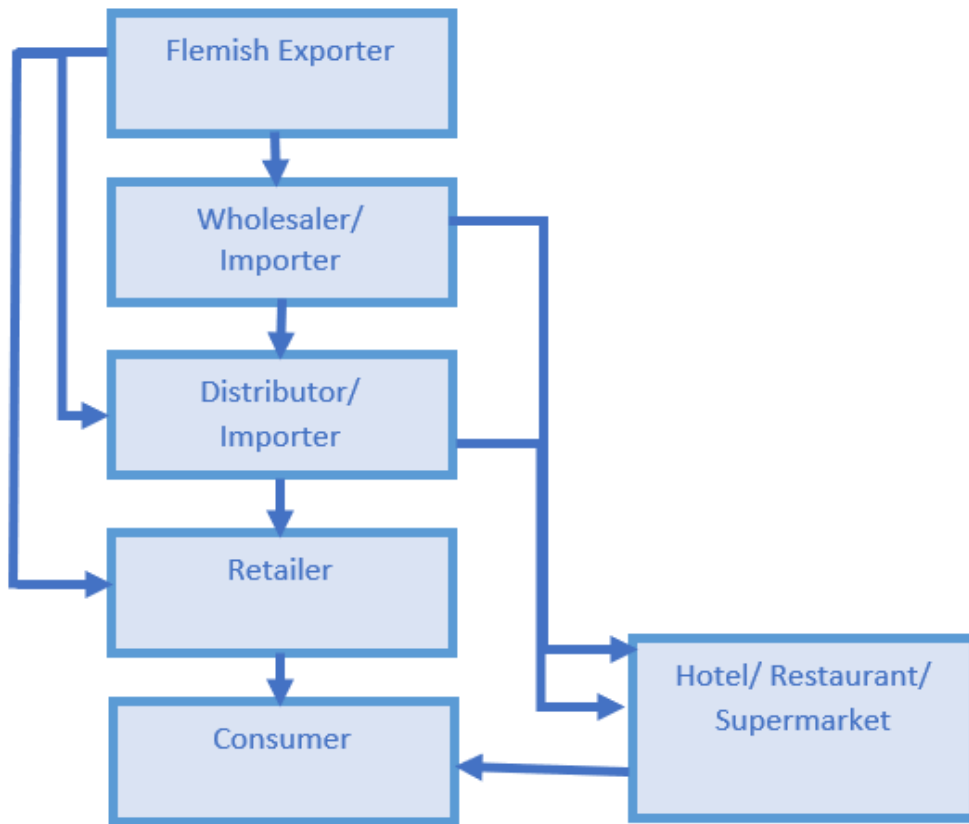 Flemish Exporter
Wholesaler/
Importer
Distributor/
Importer
Retailer
Hotel/ Restaurant/
Supermarket
Consumer